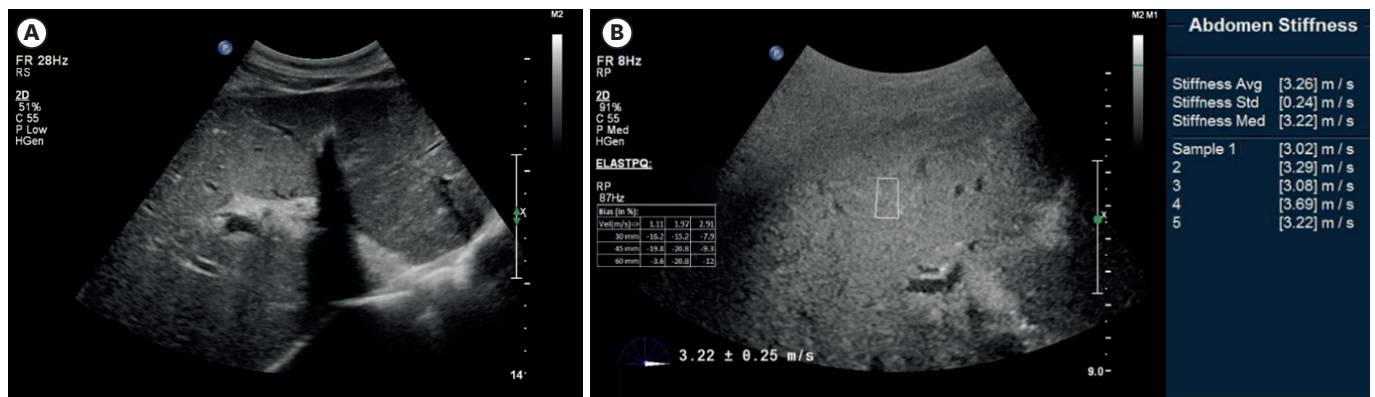 A
P
M2
FR 28Hz
RS
2D
51%
C 55
P Low
HGen
X
14
B
P
M2 M1
FR 8Hz
RP
2D
91%
C 55
P Med
HGen
ELASTPQ:
RP
87Hz
Bias (in %):
Vel(m/s)=> 1.11 1.97 2.91
30 mm -16.2 -15.2 -7.9
45 mm -19.8 -20.8 -9.3
60 mm -3.6 -20.8 -12
X
9.0
3.22 ± 0.25 m/s
Abdomen Stiffness
Stiffness Avg [3.26] m / s
Stiffness Std [0.24] m / s
Stiffness Med [3.22] m / s
Sample 1 [3.02] m / s
2 [3.29] m / s
3 [3.08] m / s
4 [3.69] m / s
5 [3.22] m / s